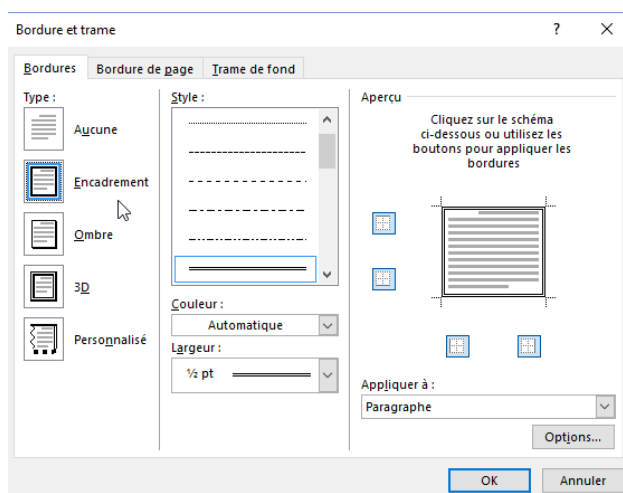 Bordure et trame
?
Bordures
Bordure de page
Trame de fond
Type :
Aucune
Encadrement
Ombre
3D
Personnalisé
Style :
Couleur :
Automatique
Largeur :
½ pt
Aperçu
Cliquez sur le schéma
ci-dessous ou utilisez les
boutons pour appliquer les
bordures
Appliquer à :
Paragraphe
Options...
OK
Annuler